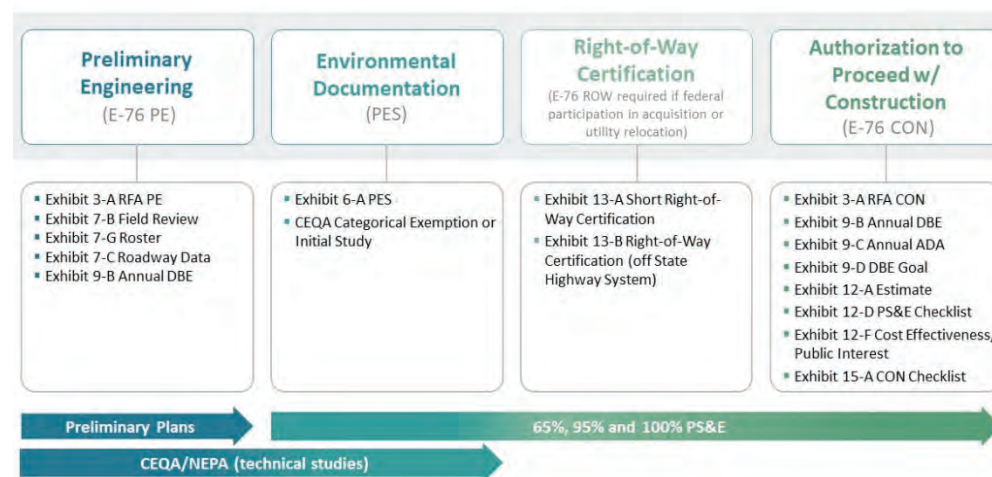 Preliminary
Engineering
(E-76 PE)
Environmental
Documentation
(PES)
Right-of-Way
Certification
(E-76 ROW required if federal
participation in acquisition or
utility relocation)
Authorization to
Proceed w/
Construction
(E-76 CON)
▪ Exhibit 3-A RFA PE
▪ Exhibit 7-B Field Review
▪ Exhibit 7-G Roster
▪ Exhibit 7-C Roadway Data
▪ Exhibit 9-B Annual DBE
▪ Exhibit 6-A PES
▪ CEQA Categorical Exemption or
Initial Study
▪ Exhibit 13-A Short Right-of-
Way Certification
▪ Exhibit 13-B Right-of-Way
Certification (off State
Highway System)
▪ Exhibit 3-A RFA CON
▪ Exhibit 9-B Annual DBE
▪ Exhibit 9-C Annual ADA
▪ Exhibit 9-D DBE Goal
▪ Exhibit 12-A Estimate
▪ Exhibit 12-D PS&E Checklist
▪ Exhibit 12-F Cost Effectiveness,
Public Interest
▪ Exhibit 15-A CON Checklist
Preliminary Plans
65%, 95% and 100% PS&E
CEQA/NEPA (technical studies)